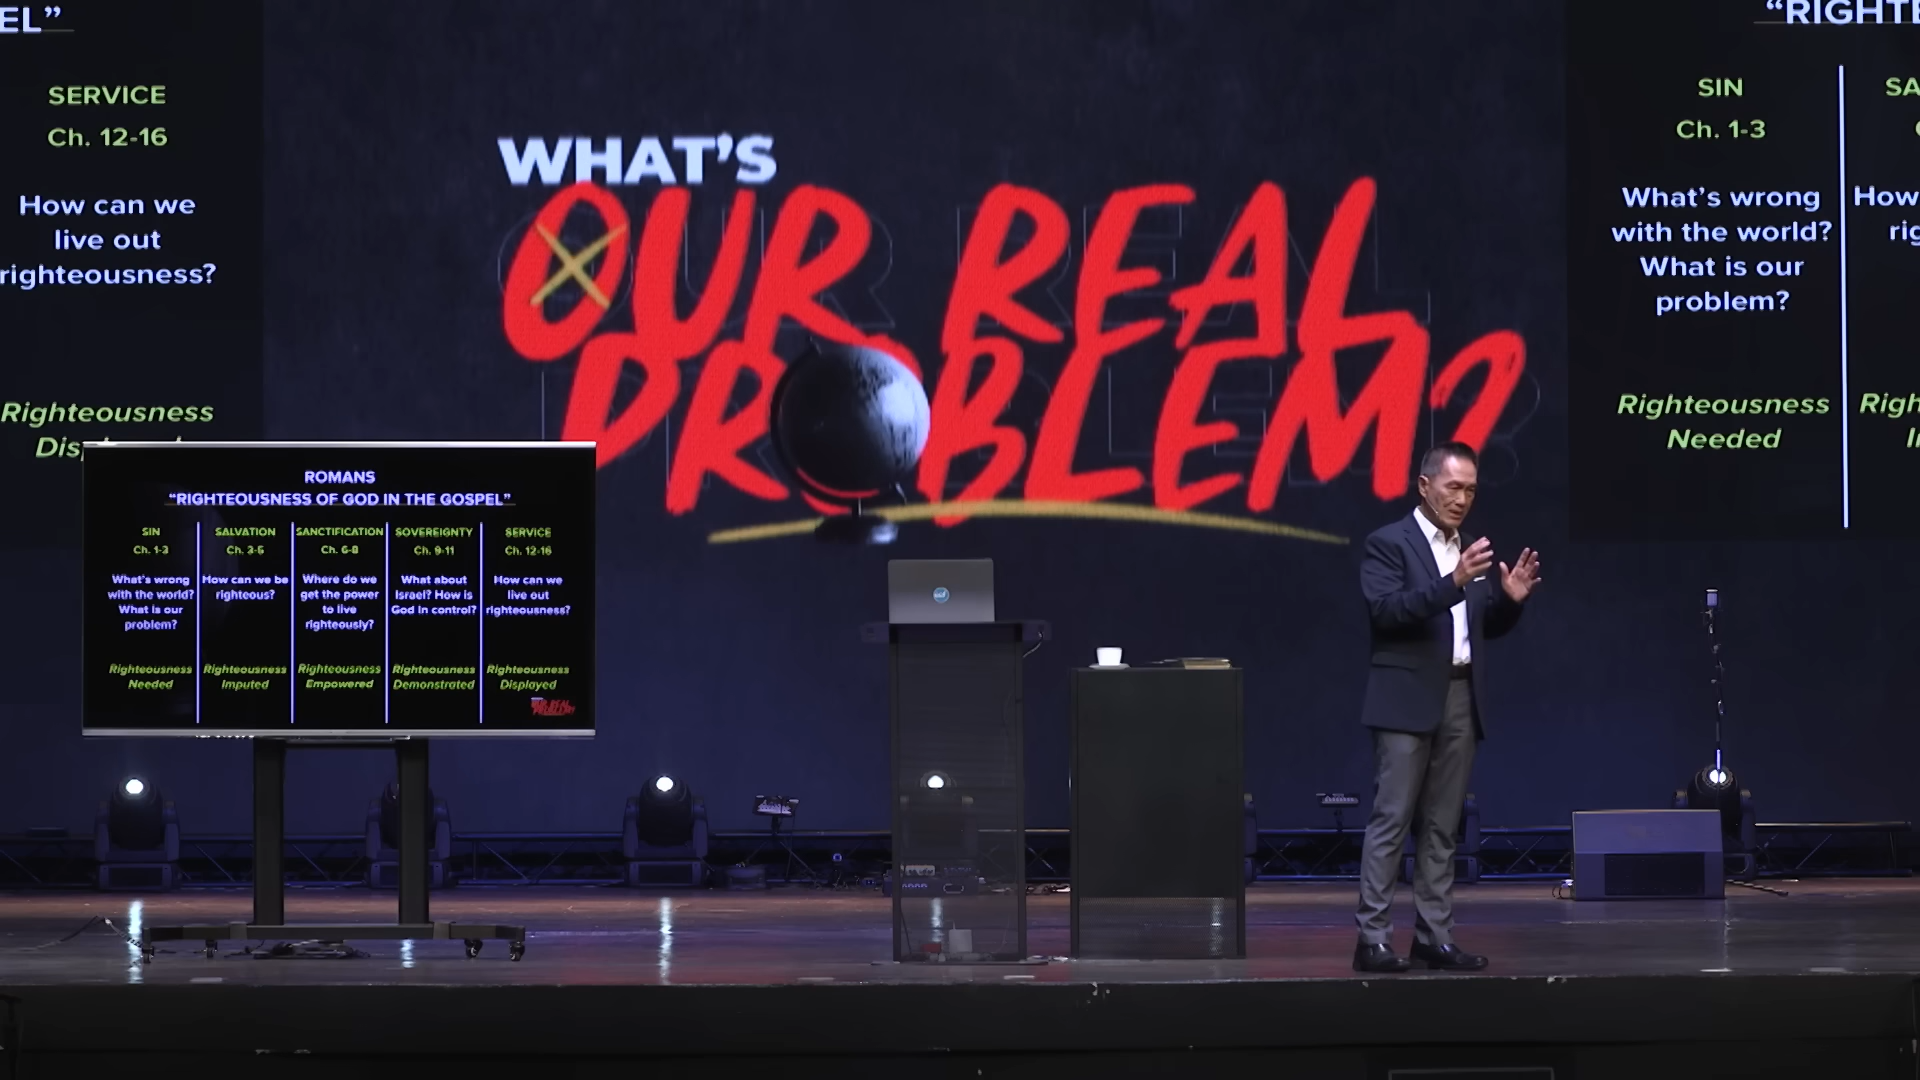 EL”
SERVICE
Ch. 12-16
How can we
live out
righteousness?
Righteousness
WHAT’S
OUR REAL
PROBLEM?
“RIGHTE
SIN
Ch. 1-3
What’s wrong
with the world?
What is our
problem?
Righteousness
Needed
SA
How
rig
Righ
ROMANS
“RIGHTEOUSNESS OF GOD IN THE GOSPEL”
SIN
Ch. 1-3
What’s wrong
with the world?
What is our
problem?
Righteousness
Needed
SALVATION
Ch. 3-5
How can we be
righteous?
Righteousness
Imputed
SANCTIFICATION
Ch. 6-8
Where do we
get the power
to live
righteously?
Righteousness
Empowered
SOVEREIGNTY
Ch. 9-11
What about
Israel? How is
God in control?
Righteousness
Demonstrated
SERVICE
Ch. 12-16
How can we
live out
righteousness?
Righteousness
Displayed
OUR REAL
PROBLEM?